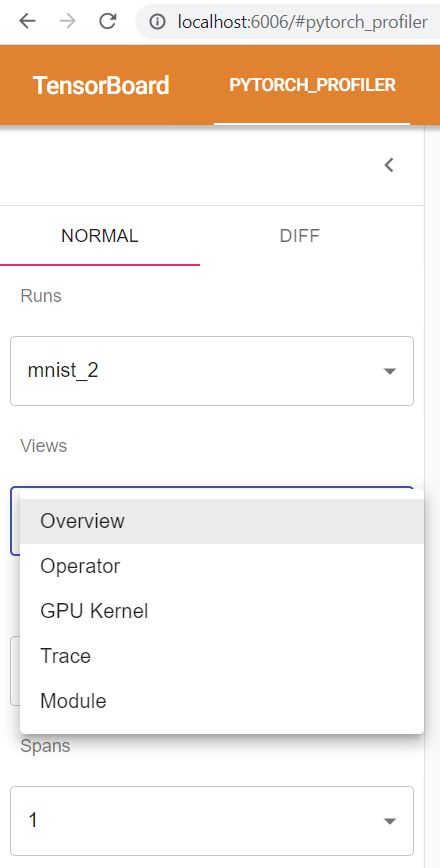 localhost:6006/#pytorch_profiler
TensorBoard PYTORCH_PROFILER
NORMAL DIFF
Runs
mnist_2
Views
Overview
Operator
GPU Kernel
Trace
Module
Spans
1